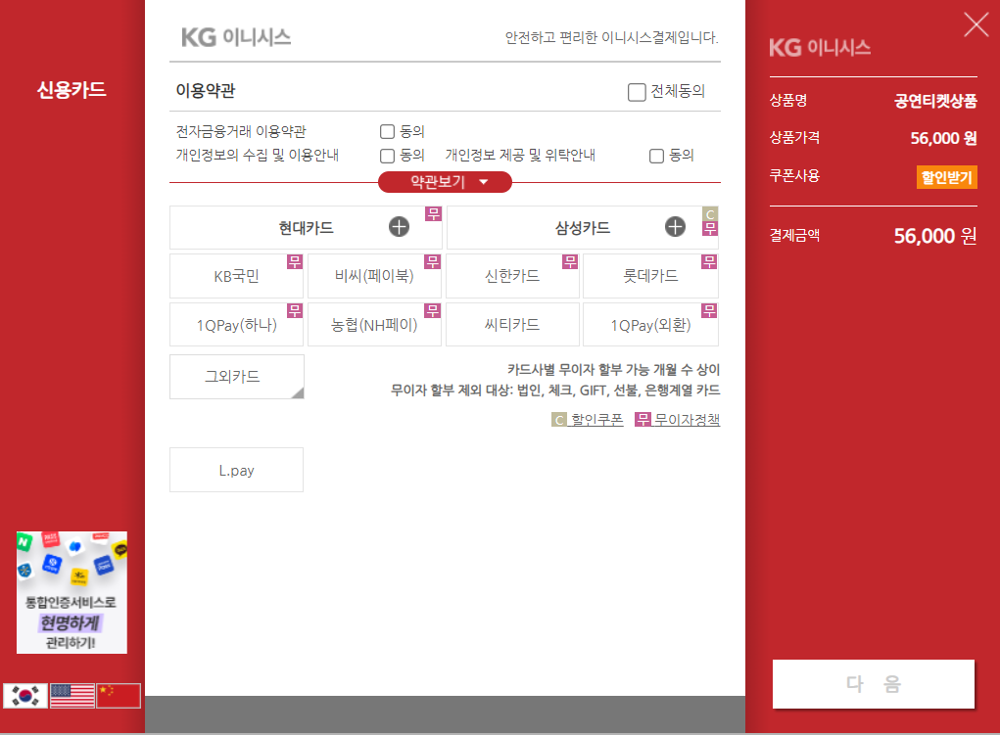 신용카드
KG 이니시스
안전하고 편리한 이니시스결제입니다.
이용약관
전체동의
전자금융거래 이용약관
동의
개인정보의 수집 및 이용안내
동의
개인정보 제공 및 위탁안내
동의
약관보기
현대카드
무
삼성카드
C
무
KB국민
무
비씨(페이북)
무
신한카드
무
롯데카드
무
1QPay(하나)
무
농협(NH페이)
무
씨티카드
1QPay(외환)
무
그외카드
카드사별 무이자 할부 가능 개월 수 상이
무이자 할부 제외 대상: 법인, 체크, GIFT, 선불, 은행계열 카드
C 할인쿠폰 무 무이자정책
L.pay
N
통합인증서비스로
현명하게
관리하기!
KG 이니시스
상품명 공연티켓상품
상품가격 56,000 원
쿠폰사용 할인받기
결제금액 56,000 원
다 음